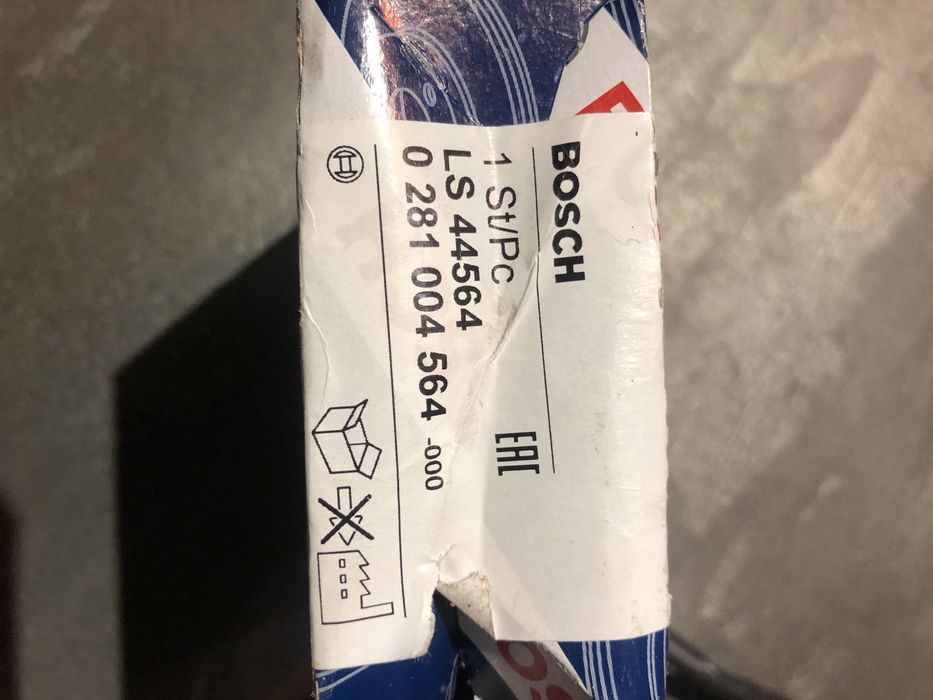 BOSCH
1 St/Pc
EAC
LS 44564
0 281 004 564 -000